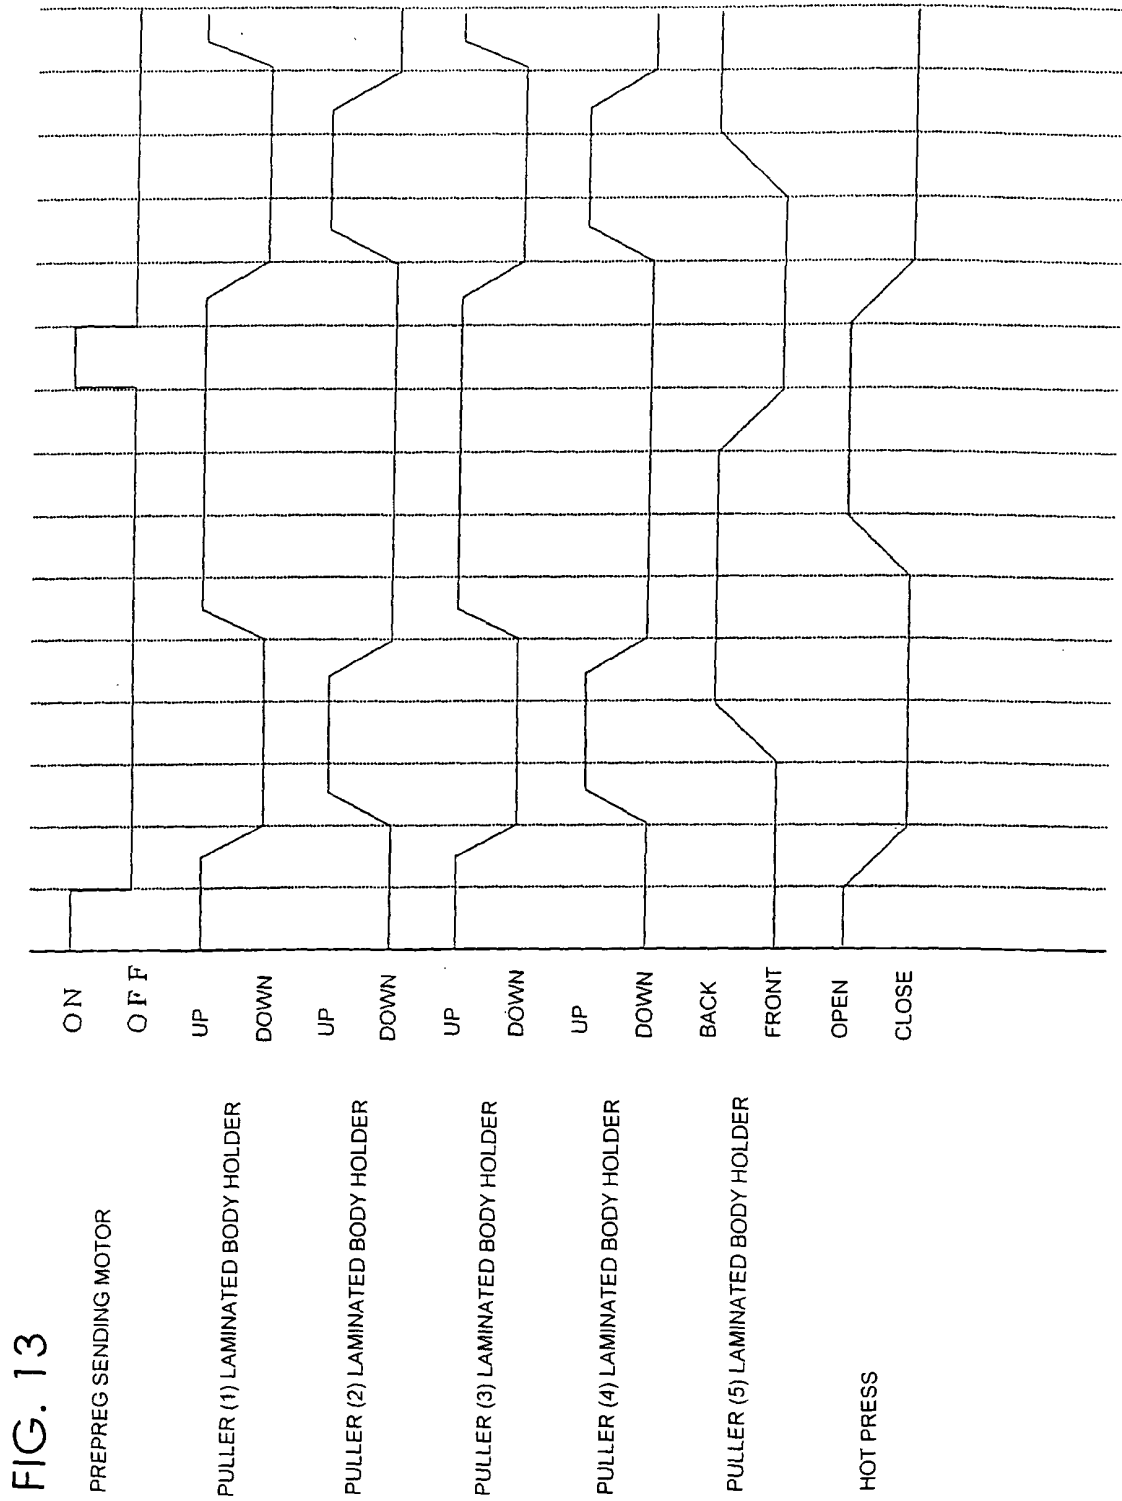 FIG. 13
PREPREG SENDING MOTOR
ON
OFF
PULLER (1) LAMINATED BODY HOLDER
UP
DOWN
PULLER (2) LAMINATED BODY HOLDER
UP
DOWN
PULLER (3) LAMINATED BODY HOLDER
UP
DOWN
PULLER (4) LAMINATED BODY HOLDER
UP
DOWN
PULLER (5) LAMINATED BODY HOLDER
BACK
FRONT
HOT PRESS
OPEN
CLOSE